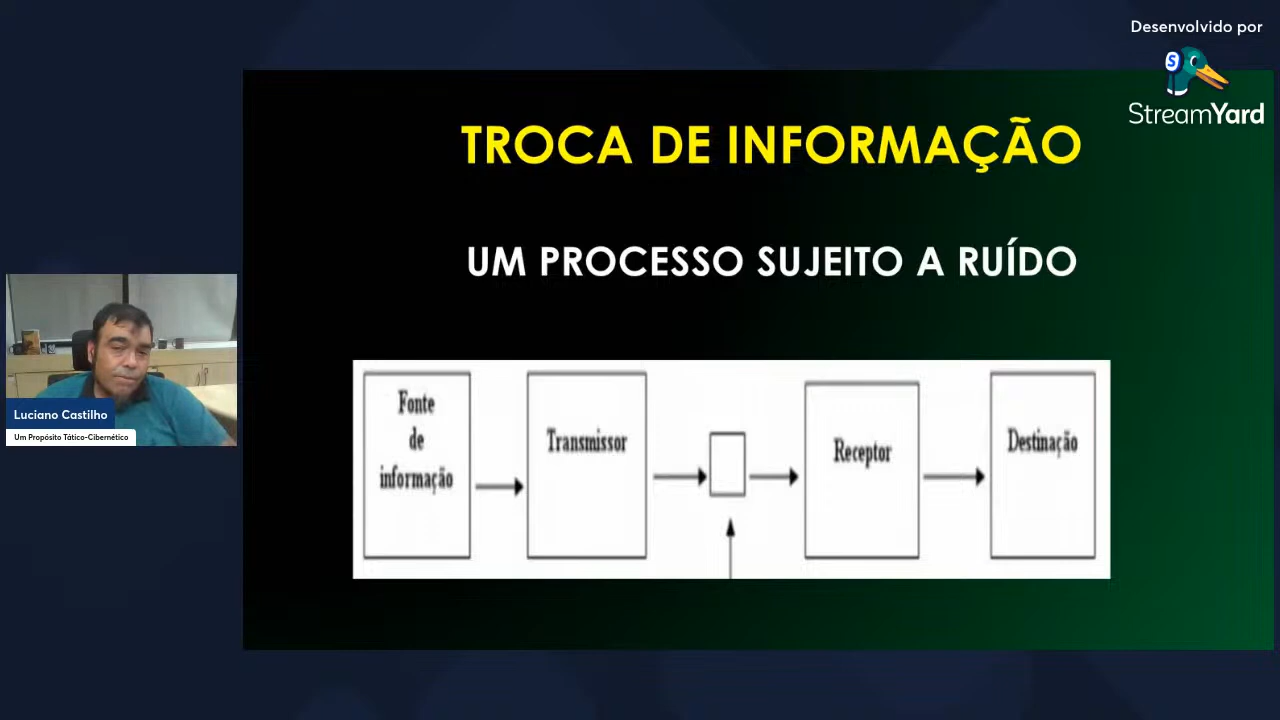 Desenvolvido por
StreamYard
TROCA DE INFORMAÇÃO
UM PROCESSO SUJEITO A RUÍDO
Fonte
de
informação
Transmissor
Receptor
Destinação
Luciano Castilho
Um Propósito Tático-Cibernético